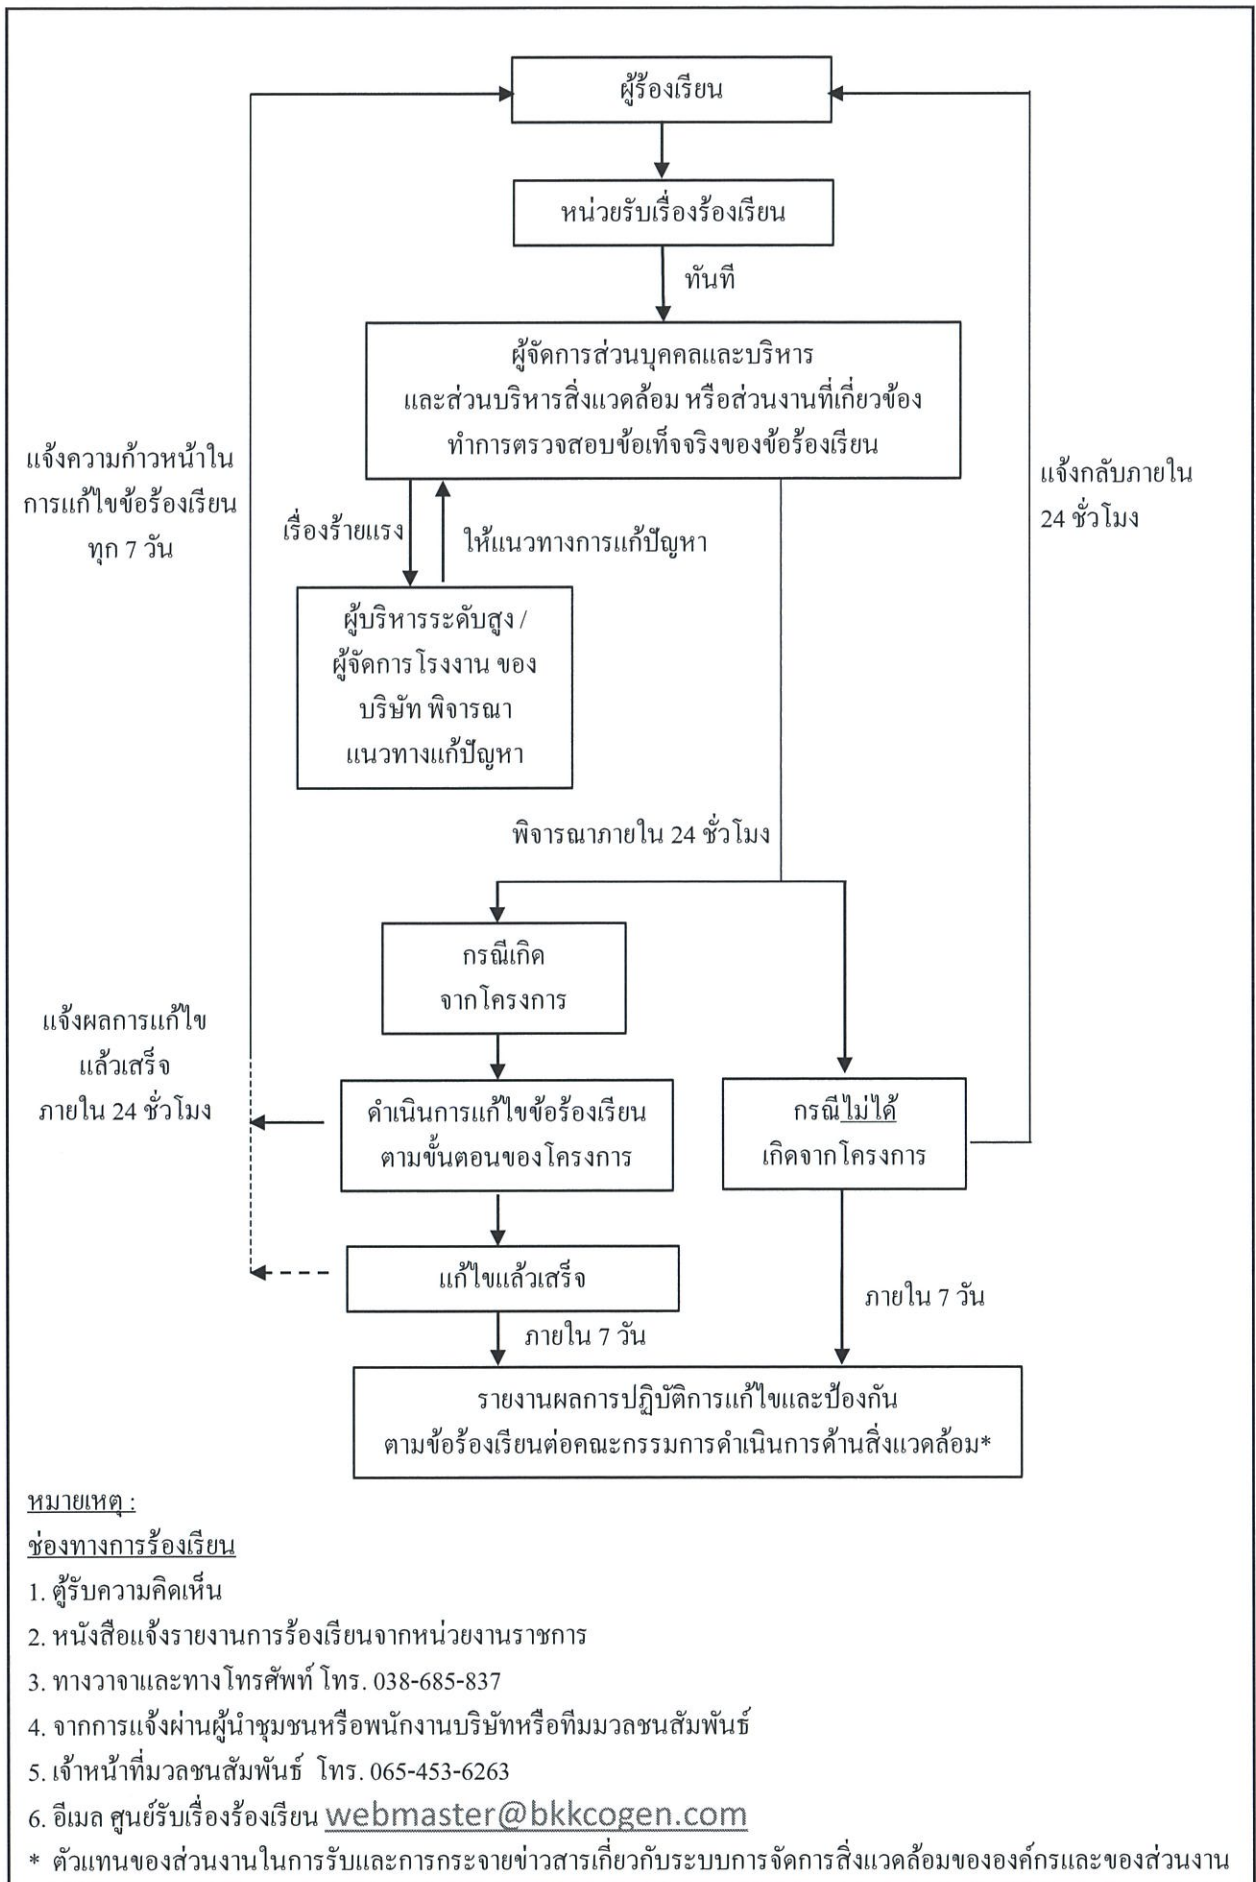 ผู้ร้องเรียน
หน่วยรับเรื่องร้องเรียน
ทันที
ผู้จัดการส่วนบุคคลและบริหาร
และส่วนบริหารสิ่งแวดล้อม หรือส่วนงานที่เกี่ยวข้อง
ทำการตรวจสอบข้อเท็จจริงของข้อร้องเรียน
แจ้งความก้าวหน้าใน
การแก้ไขข้อร้องเรียน
ทุก 7 วัน
แจ้งกลับภายใน
24 ชั่วโมง
เรื่องร้ายแรง
ให้แนวทางการแก้ปัญหา
ผู้บริหารระดับสูง /
ผู้จัดการโรงงาน ของ
บริษัท พิจารณา
แนวทางแก้ปัญหา
พิจารณาภายใน 24 ชั่วโมง
กรณีเกิด
จากโครงการ
แจ้งผลการแก้ไข
แล้วเสร็จ
ภายใน 24 ชั่วโมง
ดำเนินการแก้ไขข้อร้องเรียน
ตามขั้นตอนของโครงการ
กรณีไม่ได้
เกิดจากโครงการ
แก้ไขแล้วเสร็จ
ภายใน 7 วัน
ภายใน 7 วัน
รายงานผลการปฏิบัติการแก้ไขและป้องกัน
ตามข้อร้องเรียนต่อคณะกรรมการดำเนินการด้านสิ่งแวดล้อม*
หมายเหตุ :
ช่องทางการร้องเรียน
1. ตู้รับความคิดเห็น
2. หนังสือแจ้งรายงานการร้องเรียนจากหน่วยงานราชการ
3. ทางวาจาและทางโทรศัพท์ โทร. 038-685-837
4. จากการแจ้งผ่านผู้นำชุมชนหรือพนักงานบริษัทหรือทีมมวลชนสัมพันธ์
5. เจ้าหน้าที่มวลชนสัมพันธ์ โทร. 065-453-6263
6. อีเมล ศูนย์รับเรื่องร้องเรียน webmaster@bkkcogen.com
* ตัวแทนของส่วนงานในการรับและการกระจายข่าวสารเกี่ยวกับระบบการจัดการสิ่งแวดล้อมขององค์กรและของส่วนงาน